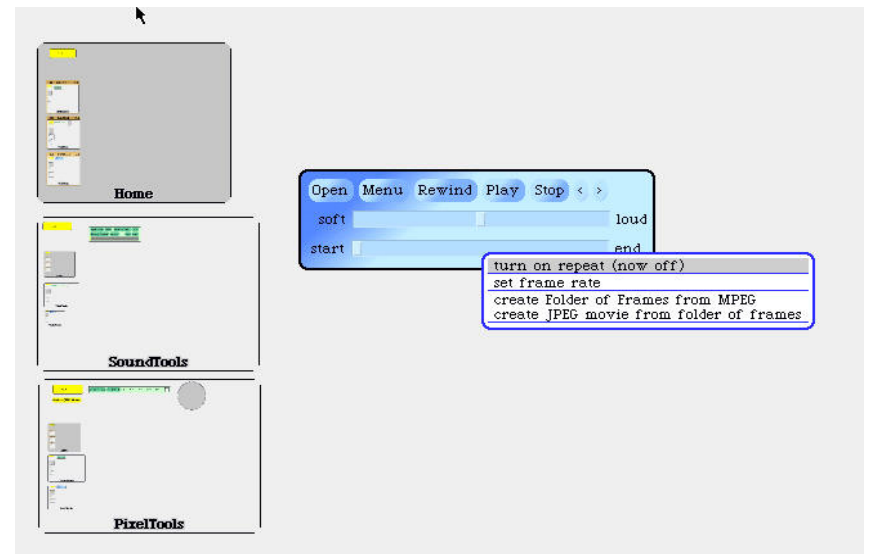 Home
SoundTools
PixelTools
Open Menu Rewind Play Stop < >
soft loud
start end
turn on repeat (now off)
set frame rate
create Folder of Frames from MPEG
create JPEG movie from folder of frames